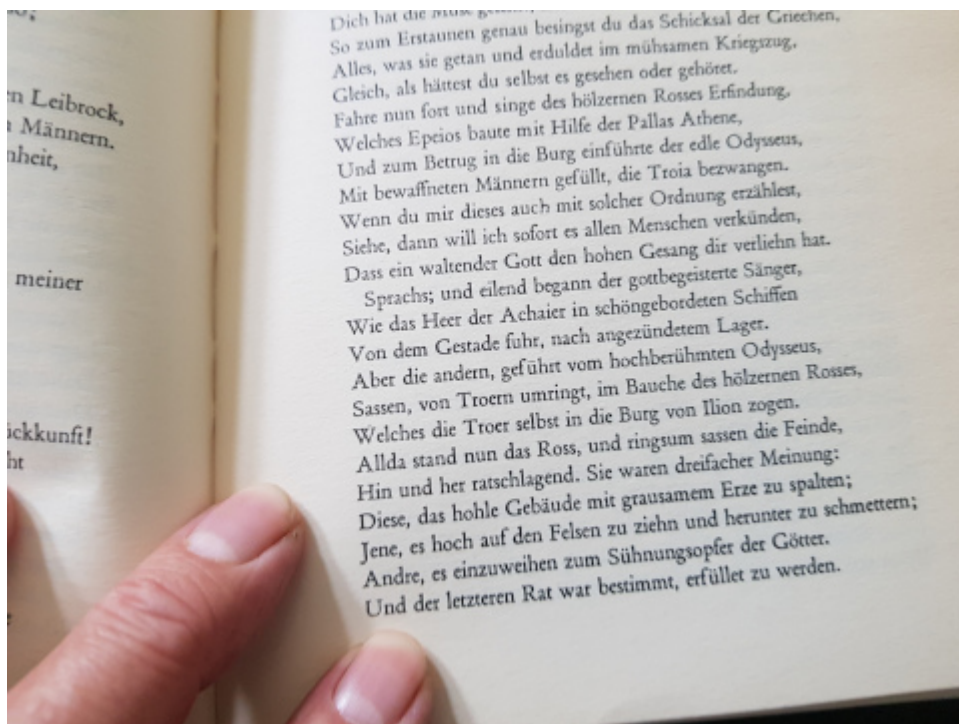 en Leibrock,
Männern.
nheit,
meiner
ückkunft!
ht
Dich hat die Muse
So zum Erstaunen genau besingst du das Schicksal der Griechen,
Alles, was sie getan und erduldet im mühsamen Kriegszug,
Gleich, als hättest du selbst es gesehen oder gehöret.
Fahre nun fort und singe des hölzernen Rosses Erfindung,
Welches Epeios baute mit Hilfe der Pallas Athene,
Und zum Betrug in die Burg einführte der edle Odysseus,
Mit bewaffneten Männern gefüllt, die Troia bezwangen.
Wenn du mir dieses auch mit solcher Ordnung erzählest,
Siehe, dann will ich sofort es allen Menschen verkünden,
Dass ein waltender Gott den hohen Gesang dir verliehn hat.
Sprachs; und eilend begann der gottbegeisterte Sänger,
Wie das Heer der Achaier in schöngebordeten Schiffen
Von dem Gestade fuhr, nach angezündetem Lager.
Aber die andern, geführt vom hochberühmten Odysseus,
Sassen, von Troern umringt, im Bauche des hölzernen Rosses,
Welches die Troer selbst in die Burg von Ilion zogen.
Allda stand nun das Ross, und ringsum sassen die Feinde,
Hin und her ratschlagend. Sie waren dreifacher Meinung:
Diese, das hohle Gebäude mit grausamem Erze zu spalten;
Jene, es hoch auf den Felsen zu ziehn und herunter zu schmettern;
Andre, es einzuweihen zum Sühnungsopfer der Götter.
Und der letzteren Rat war bestimmt, erfüllet zu werden.